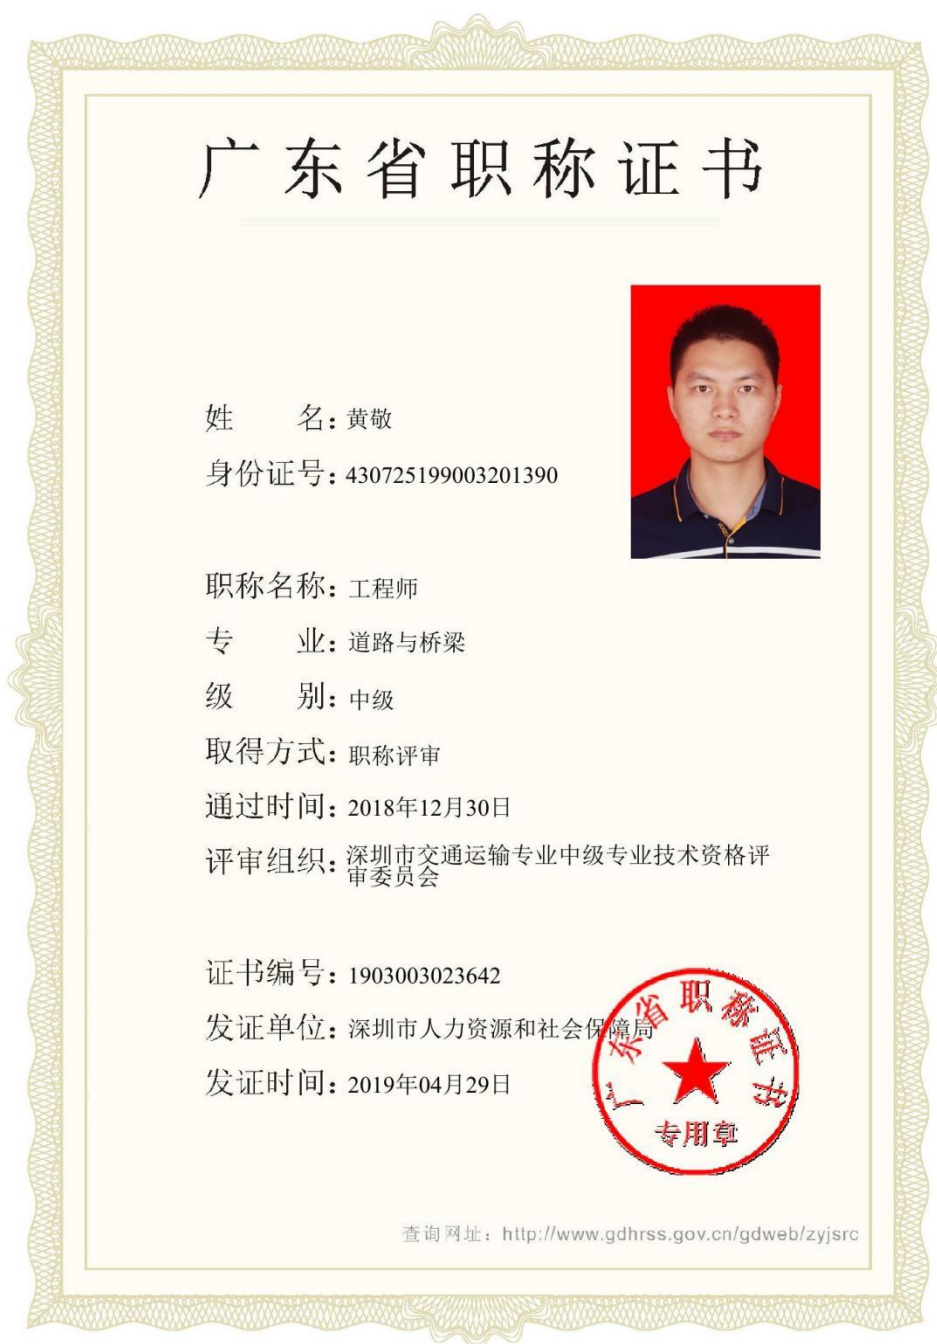 广东省职称证书
姓 名：黄敬
身份证号：430725199003201390
职称名称：工程师
专 业：道路与桥梁
级 别：中级
取得方式：职称评审
通过时间：2018年12月30日
评审组织：深圳市交通运输专业中级专业技术资格评
审委员会
证书编号：1903003023642
发证单位：深圳市人力资源和社会保障局
发证时间：2019年04月29日
广东省职称证书
专用章
查询网址：http://www.gdhrss.gov.cn/gdweb/zyjsrc